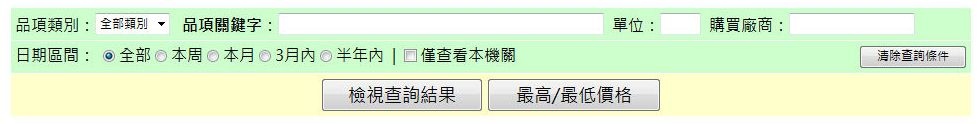 品項類別： 全部類別 品項關鍵字： 單位： 購買廠商：
日期區間： 全部 本周 本月 3月內 半年內 | 僅查看本機關 清除查詢條件
檢視查詢結果 最高/最低價格